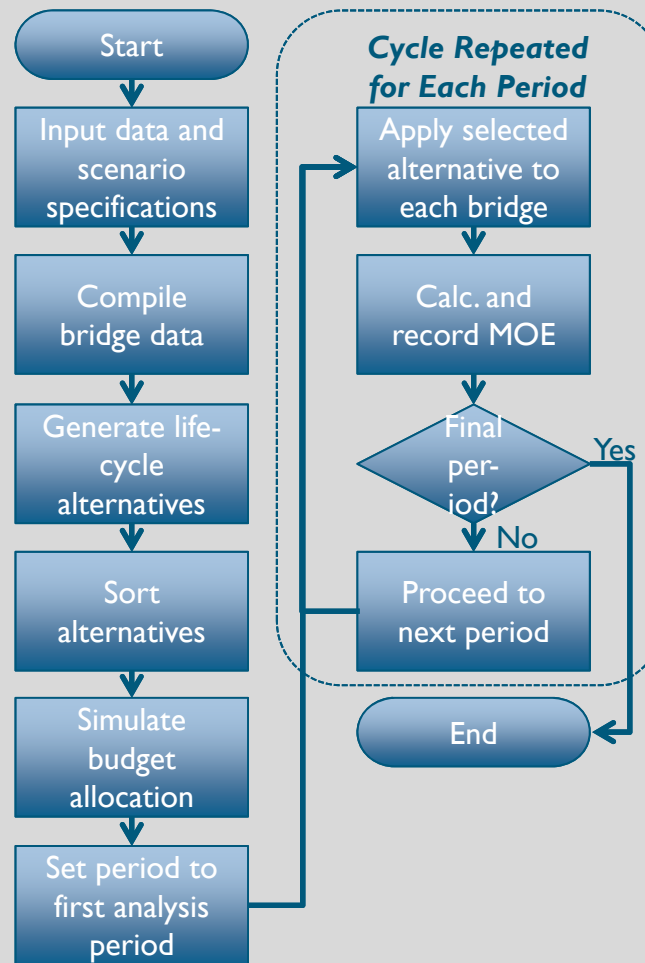 Start
Input data and
scenario
specifications
Compile
bridge data
Generate life-
cycle
alternatives
Sort
alternatives
Simulate
budget
allocation
Set period to
first analysis
period
Cycle Repeated
for Each Period
Apply selected
alternative to
each bridge
Calc. and
record MOE
Final
per-
iod?
Yes
No
Proceed to
next period
End